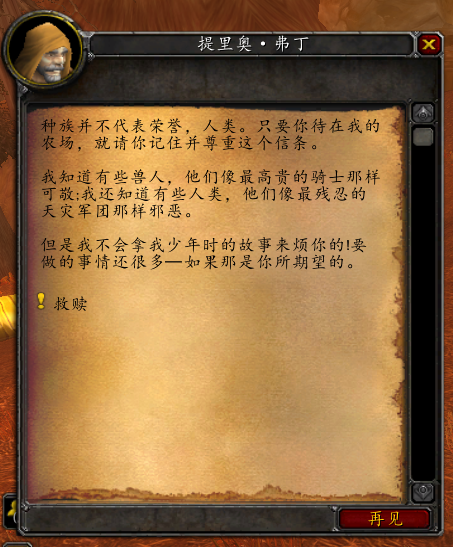 提里奥·弗丁
种族并不代表荣誉，人类。只要你待在我的
农场，就请你记住并尊重这个信条。
我知道有些兽人，他们像最高贵的骑士那样
可敬;我还知道有些人类，他们像最残忍的
天灾军团那样邪恶。
但是我不会拿我少年时的故事来烦你的!要
做的事情还很多—如果那是你所期望的。
救赎
再见